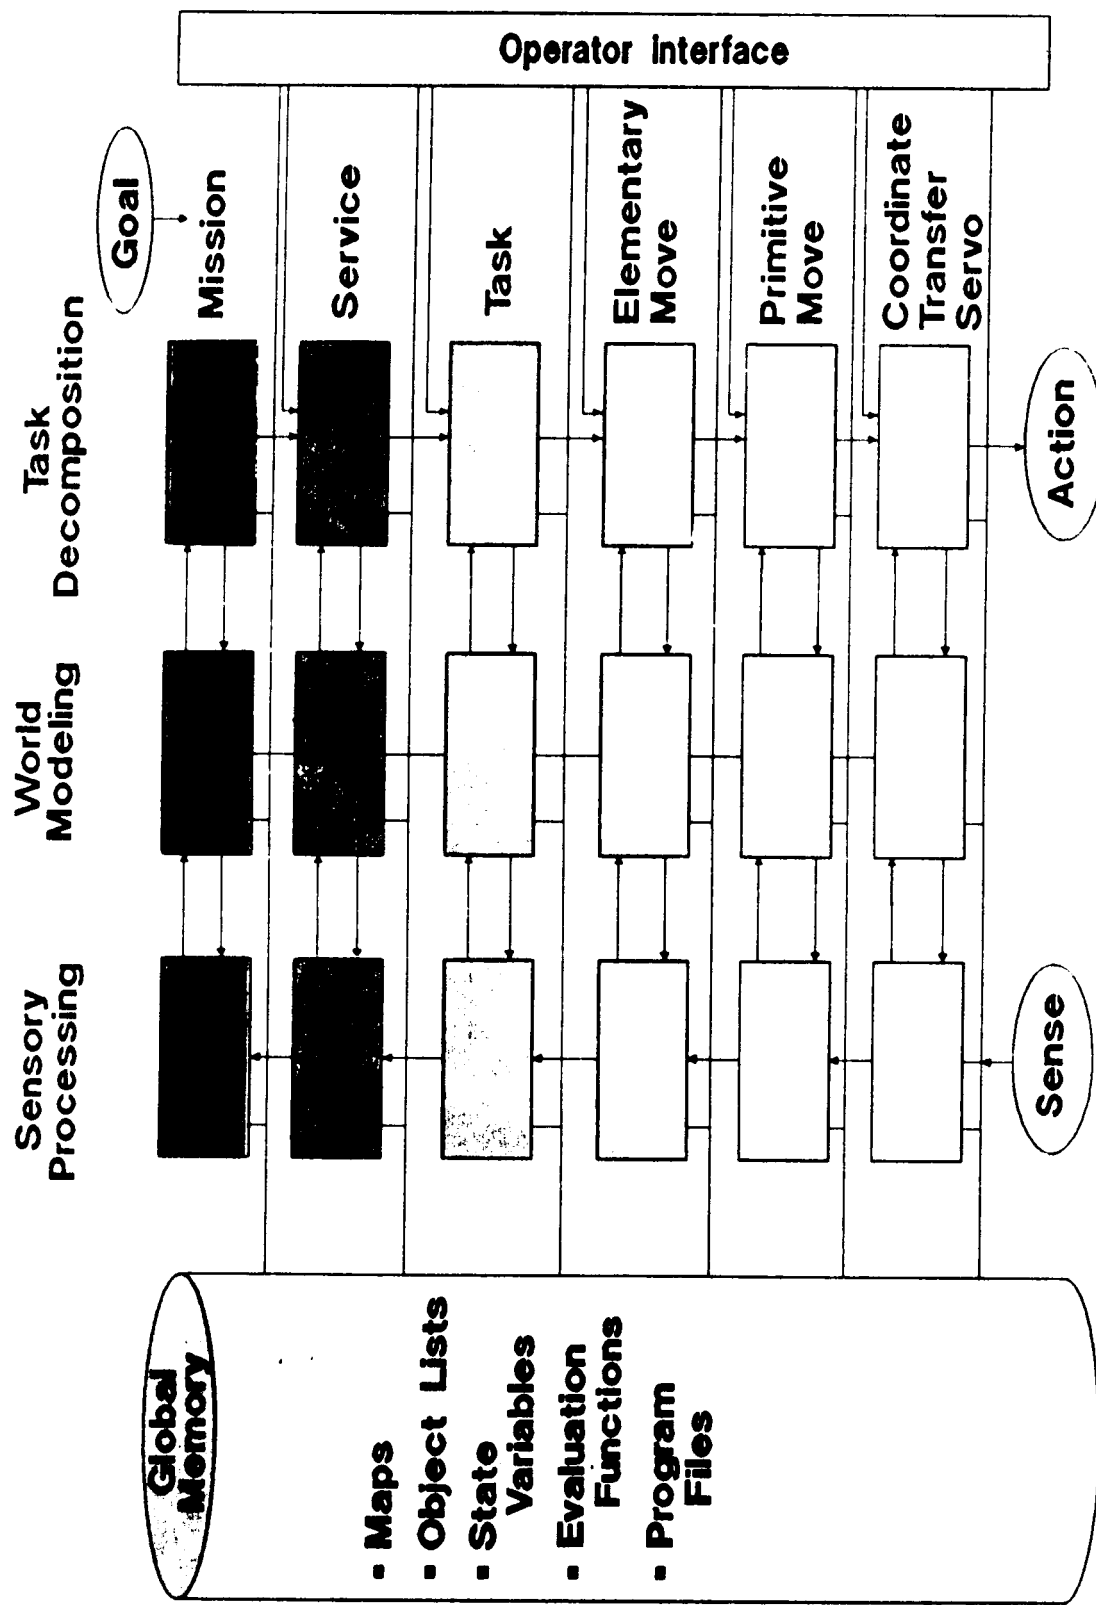 Sensory
Processing
World
Modeling
Task
Decomposition
Goal
Global
Memory
▪ Maps
▪ Object Lists
▪ State
Variables
▪ Evaluation
Functions
▪ Program
Files
Mission
Service
Task
Elementary
Move
Primitive
Move
Coordinate
Transfer
Servo
Operator interface
Sense
Action